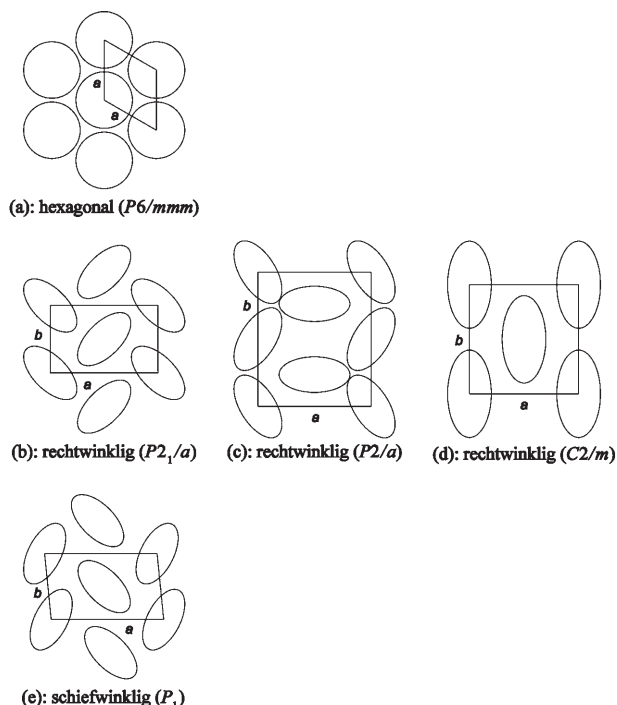 a
a
(a): hexagonal (P6/mmm)
b
a
(b): rechtwinklig (P2₁/a)
b
a
(c): rechtwinklig (P2/a)
b
a
(d): rechtwinklig (C2/m)
b
a
(e): schiefwinklig (P₁)